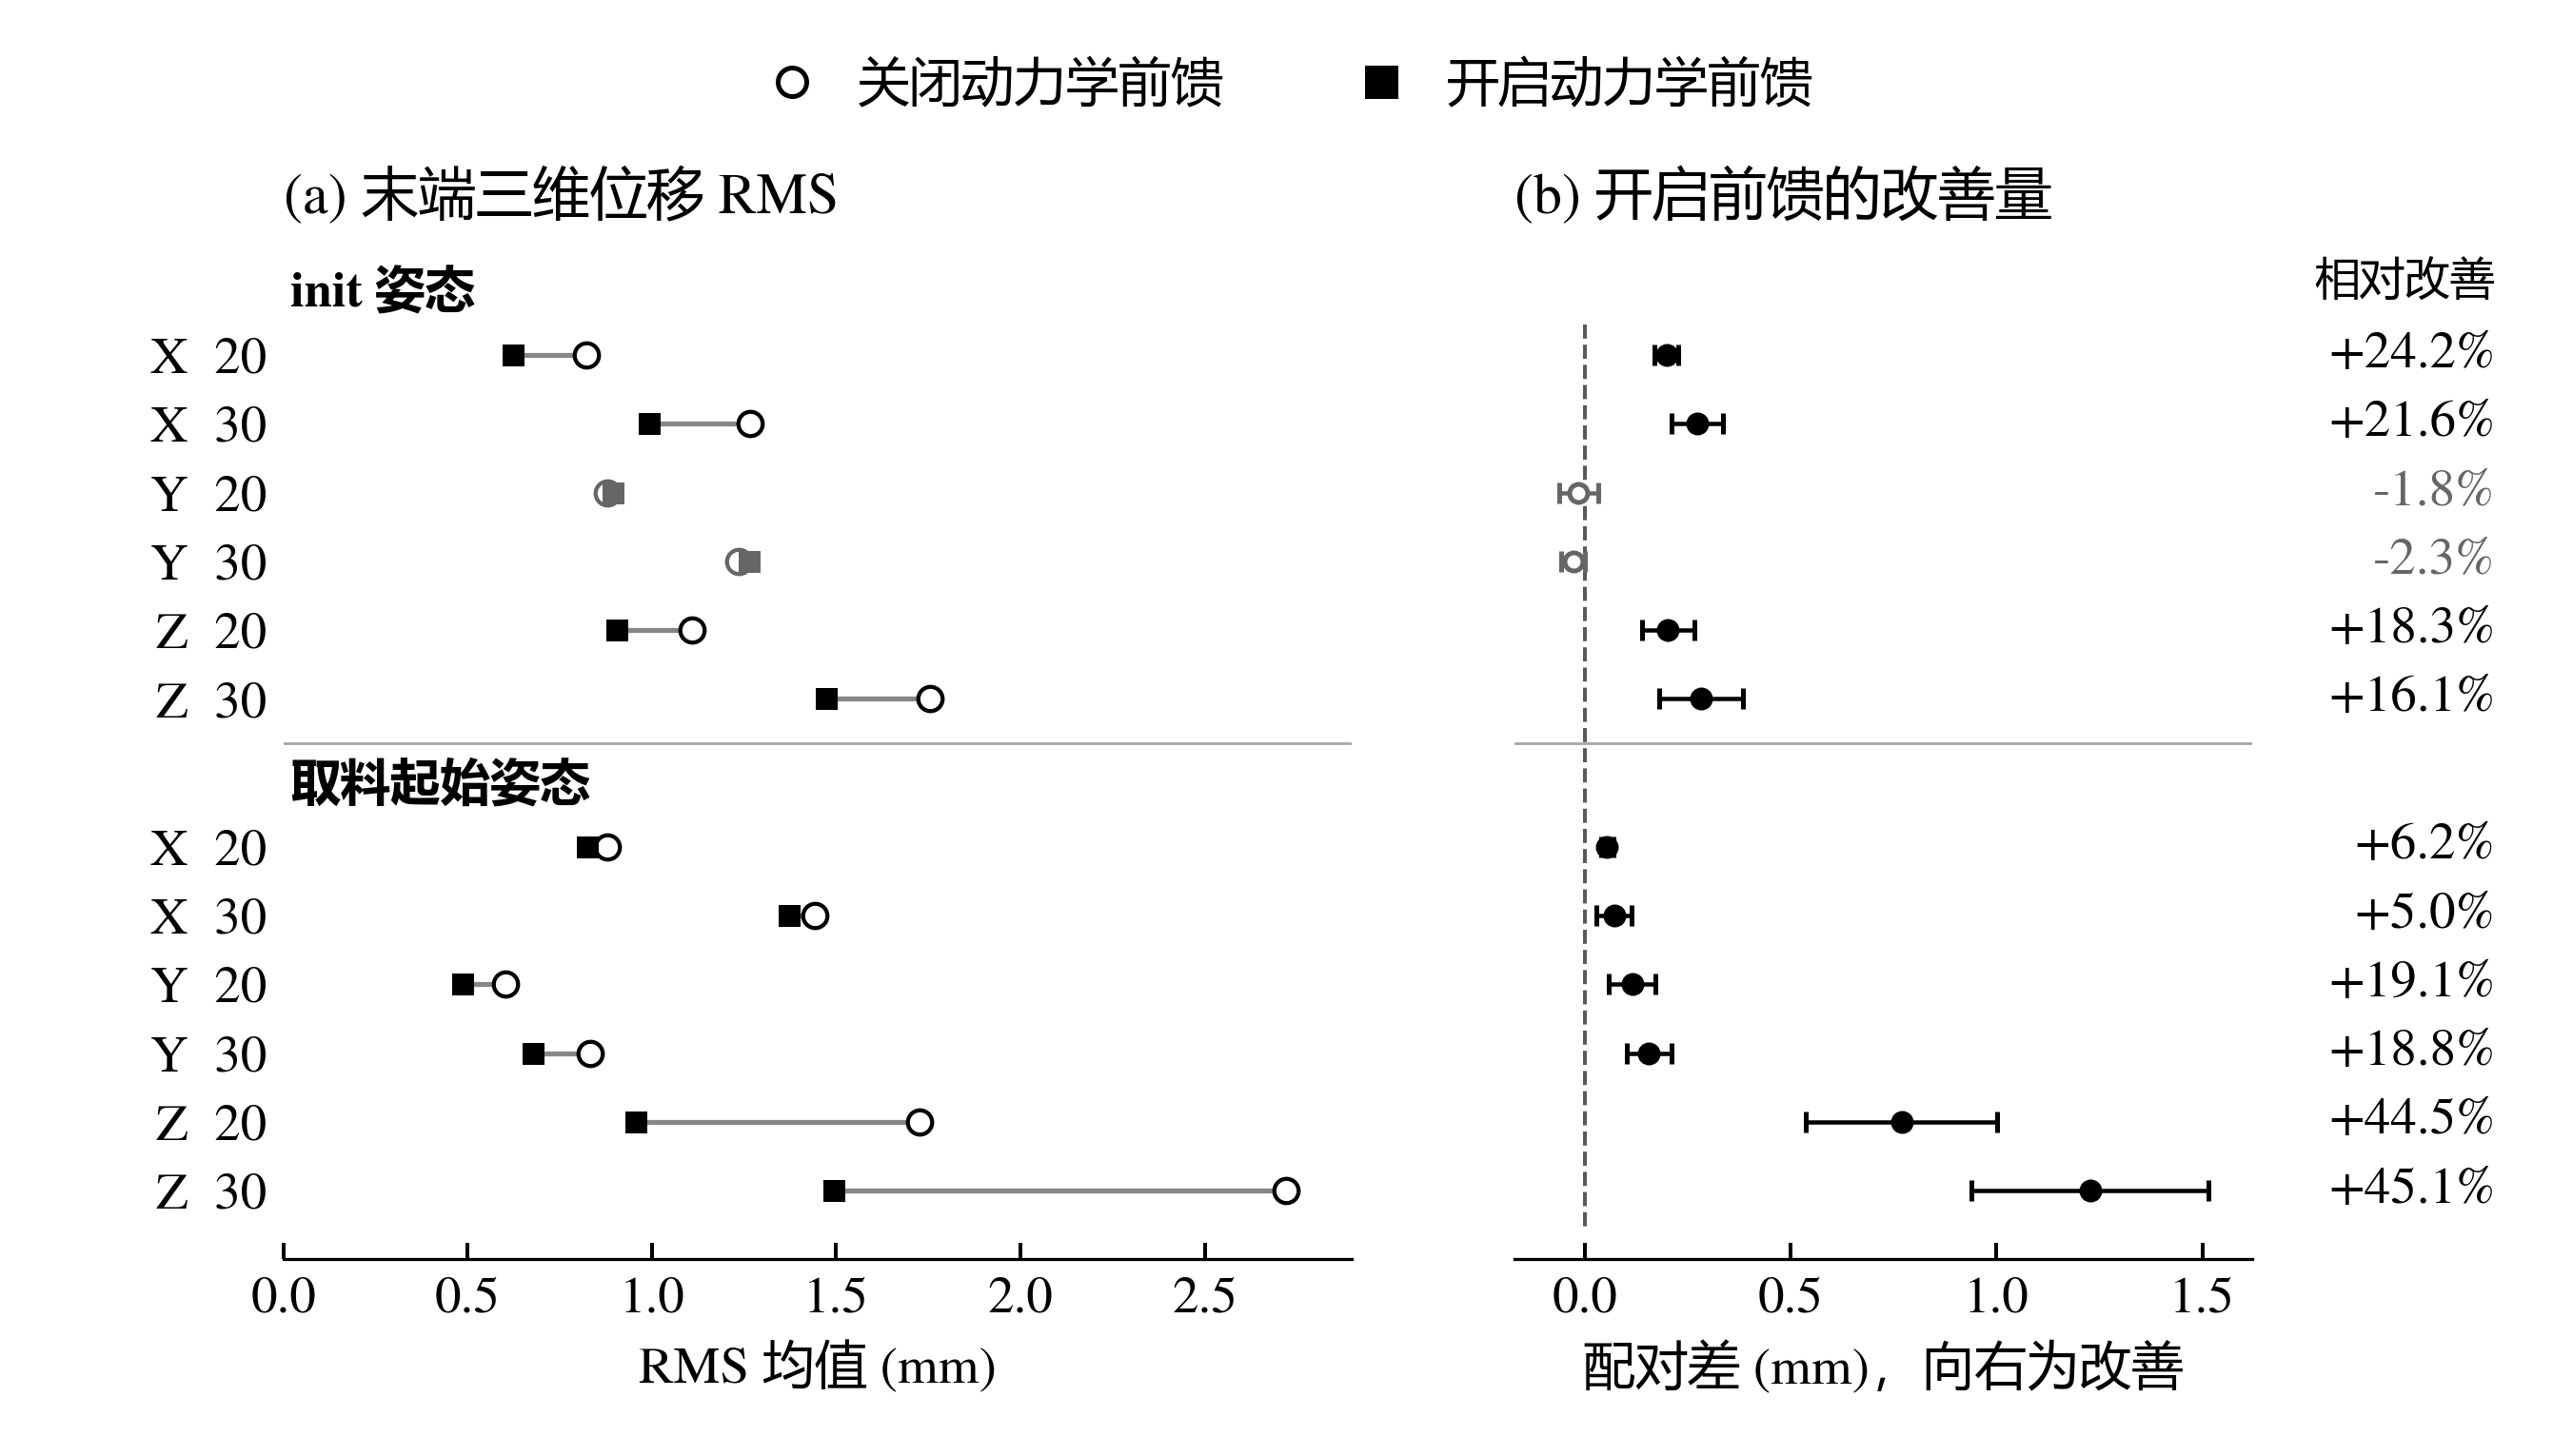 关闭动力学前馈 开启动力学前馈
(a) 末端三维位移 RMS
(b) 开启前馈的改善量
init 姿态
相对改善
X 20 +24.2%
X 30 +21.6%
Y 20 -1.8%
Y 30 -2.3%
Z 20 +18.3%
Z 30 +16.1%
取料起始姿态
X 20 +6.2%
X 30 +5.0%
Y 20 +19.1%
Y 30 +18.8%
Z 20 +44.5%
Z 30 +45.1%
0.0 0.5 1.0 1.5 2.0 2.5
0.0 0.5 1.0 1.5
RMS 均值 (mm)
配对差 (mm)，向右为改善